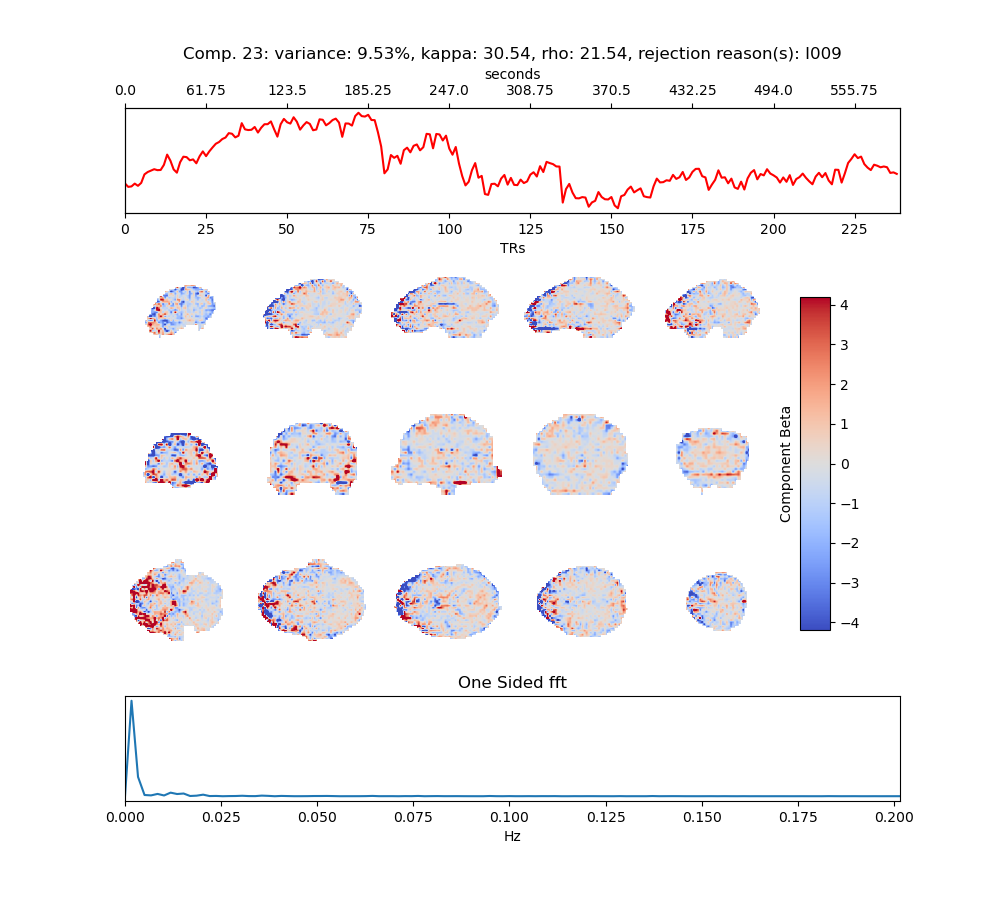 Comp. 23: variance: 9.53%, kappa: 30.54, rho: 21.54, rejection reason(s): I009
seconds
0.0 61.75 123.5 185.25 247.0 308.75 370.5 432.25 494.0 555.75
0 25 50 75 100 125 150 175 200 225
TRs
4
3
2
1
0
−1
−2
−3
−4
Component Beta
One Sided fft
0.000 0.025 0.050 0.075 0.100 0.125 0.150 0.175 0.200
Hz